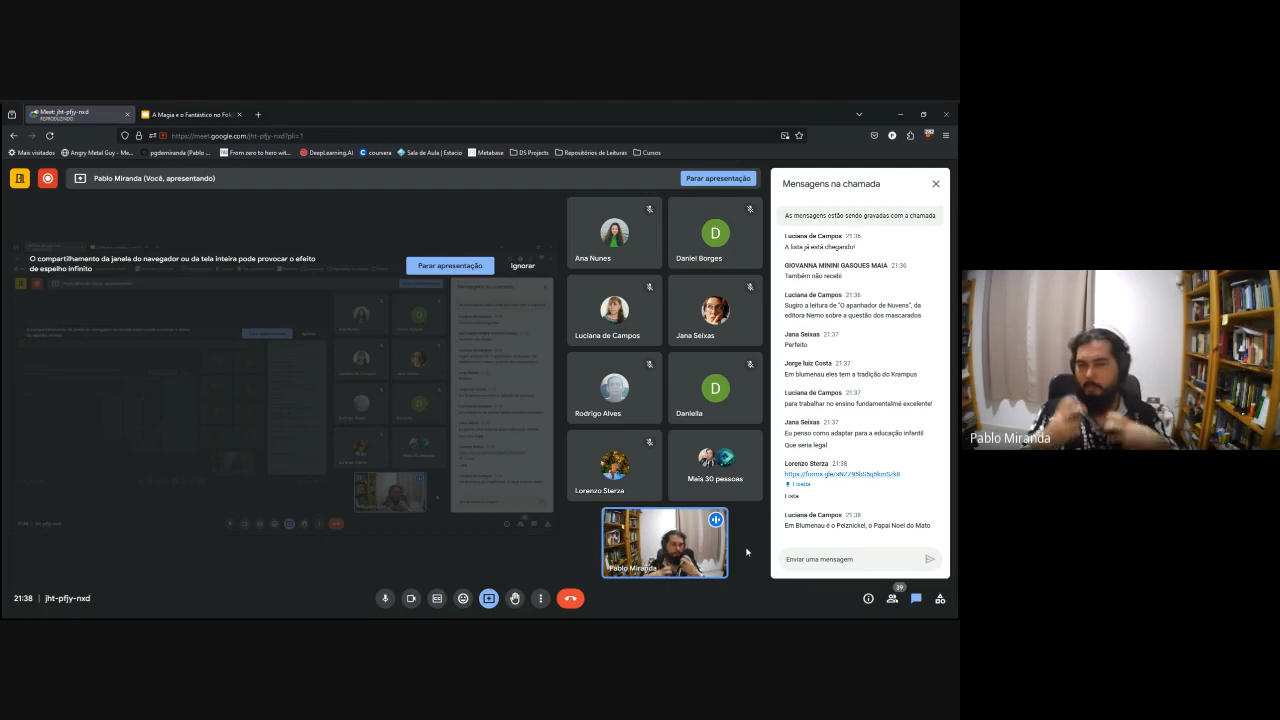 Meet: jht-pfjy-nxd
REPRODUZINDO
A Magia e o Fantástico no Fol
https://meet.google.com/jht-pfjy-nxd?pli=1
282
Mais visitados
Angry Metal Guy - Me...
pgdemiranda (Pablo ...
From zero to hero wit...
DeepLearning.AI
coursera
Sala de Aula | Estacio
Metabase
DS Projects
Repositórios de Leituras
Cursos
Pablo Miranda (Você, apresentando)
Parar apresentação
O compartilhamento da janela do navegador ou da tela inteira pode provocar o efeito
de espelho infinito
Parar apresentação
Ignorar
Ana Nunes
D
Daniel Borges
Luciana de Campos
Jana Seixas
Rodrigo Alves
D
Daniella
Lorenzo Sterza
Mais 30 pessoas
Pablo Miranda
Mensagens na chamada
As mensagens estão sendo gravadas com a chamada
Luciana de Campos 21:36
A lista já está chegando!
GIOVANNA MININI GASQUES MAIA 21:36
Também não recebi
Luciana de Campos 21:36
Sugiro a leitura de "O apanhador de Nuvens", da
editora Nemo sobre a questão dos mascarados
Jana Seixas 21:37
Perfeito
Jorge luiz Costa 21:37
Em blumenau eles tem a tradição do Krampus
Luciana de Campos 21:37
para trabalhar no ensino fundamentalmé excelente!
Jana Seixas 21:37
Eu penso como adaptar para a educação infantil
Que seria legal
Lorenzo Sterza 21:38
Fixada
Lista
Luciana de Campos 21:38
Em Blumenau é o Pelznickel, o Papai Noel do Mato
Enviar uma mensagem
21:38 | jht-pfjy-nxd
39
Pablo Miranda